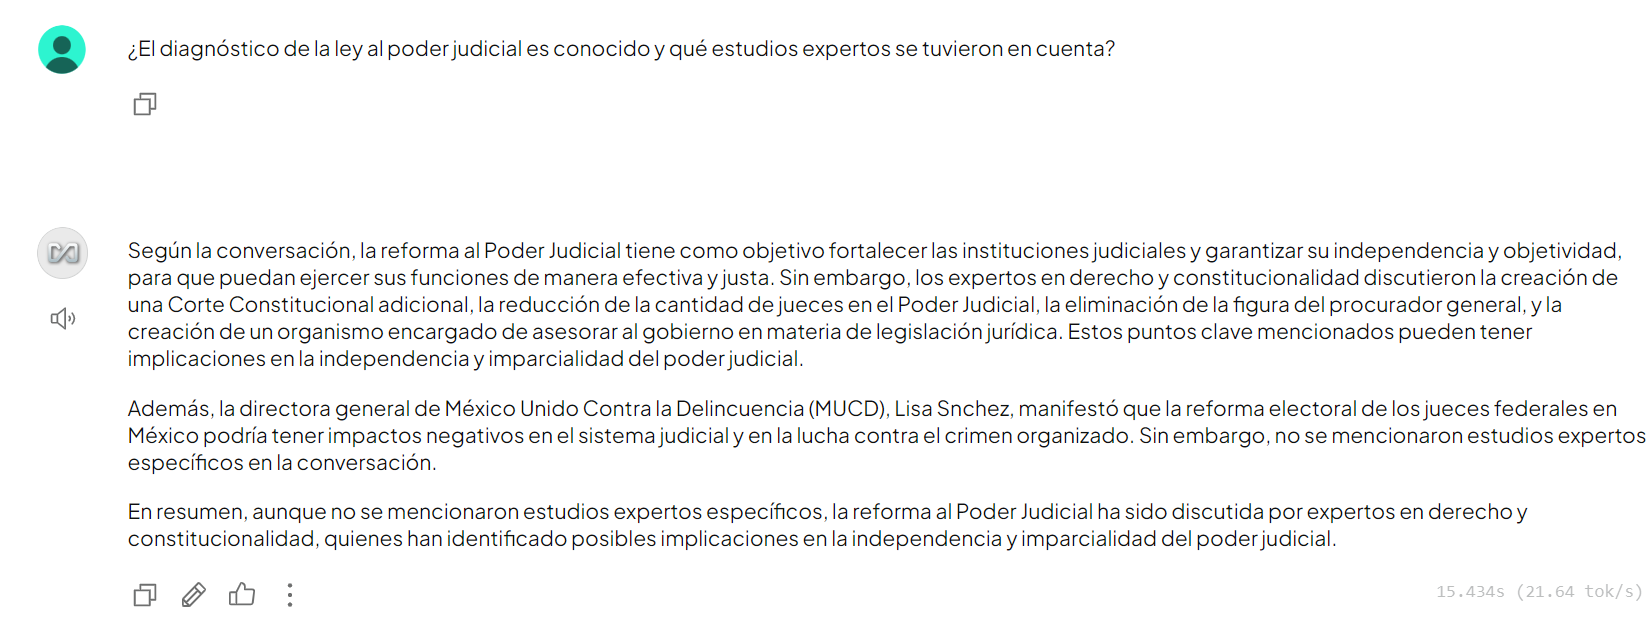 ¿El diagnóstico de la ley al poder judicial es conocido y qué estudios expertos se tuvieron en cuenta?
Según la conversación, la reforma al Poder Judicial tiene como objetivo fortalecer las instituciones judiciales y garantizar su independencia y objetividad,
para que puedan ejercer sus funciones de manera efectiva y justa. Sin embargo, los expertos en derecho y constitucionalidad discutieron la creación de
una Corte Constitucional adicional, la reducción de la cantidad de jueces en el Poder Judicial, la eliminación de la figura del procurador general, y la
creación de un organismo encargado de asesorar al gobierno en materia de legislación jurídica. Estos puntos clave mencionados pueden tener
implicaciones en la independencia y imparcialidad del poder judicial.
Además, la directora general de México Unido Contra la Delincuencia (MUCD), Lisa Snchez, manifestó que la reforma electoral de los jueces federales en
México podría tener impactos negativos en el sistema judicial y en la lucha contra el crimen organizado. Sin embargo, no se mencionaron estudios expertos
específicos en la conversación.
En resumen, aunque no se mencionaron estudios expertos específicos, la reforma al Poder Judicial ha sido discutida por expertos en derecho y
constitucionalidad, quienes han identificado posibles implicaciones en la independencia y imparcialidad del poder judicial.
15.434s (21.64 tok/s)